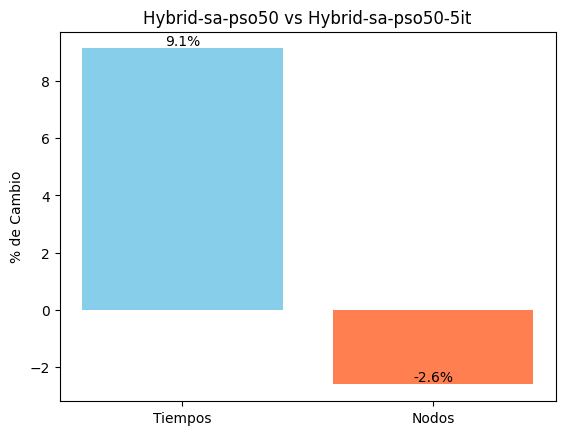 Hybrid-sa-pso50 vs Hybrid-sa-pso50-5it
9.1%
8
6
4
2
0
−2
% de Cambio
-2.6%
Tiempos
Nodos